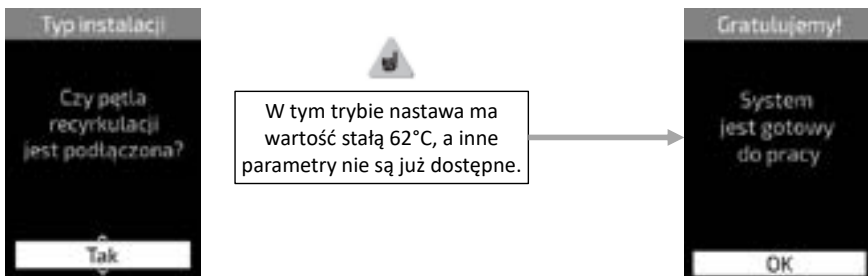 Typ instalacji
Czy pętla
recyrkulacji
jest podłączona?
Tak
W tym trybie nastawa ma
wartość stałą 62°C, a inne
parametry nie są już dostępne.
Gratulujemy!
System
jest gotowy
do pracy
OK